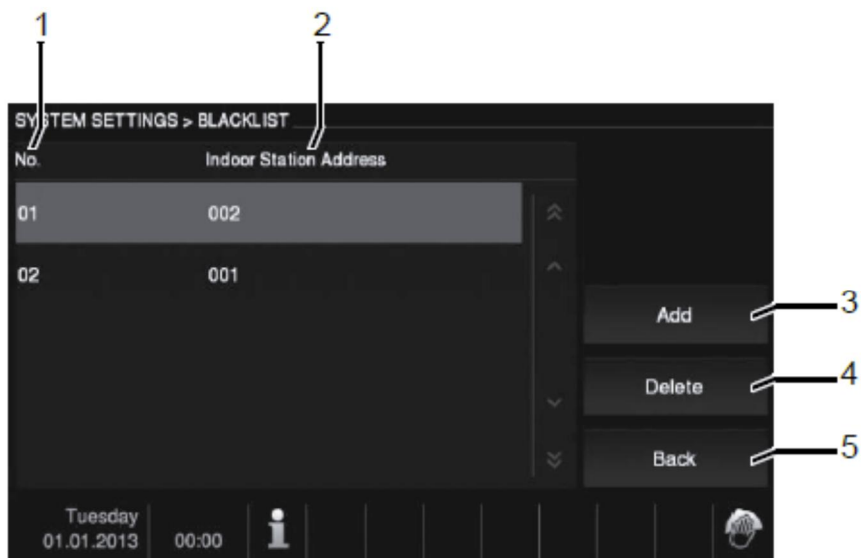 1 2
SYSTEM SETTINGS > BLACKLIST
No. Indoor Station Address
01 002
02 001
Add 3
Delete 4
Back 5
Tuesday
01.01.2013 00:00